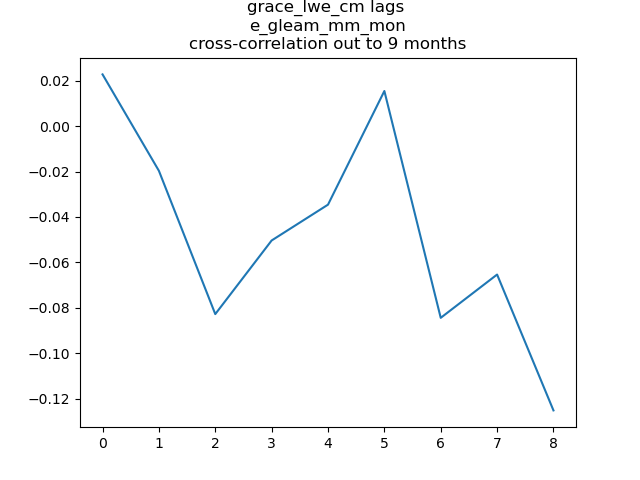 grace_lwe_cm lags
e_gleam_mm_mon
cross-correlation out to 9 months
0.02
0.00
−0.02
−0.04
−0.06
−0.08
−0.10
−0.12
0 1 2 3 4 5 6 7 8